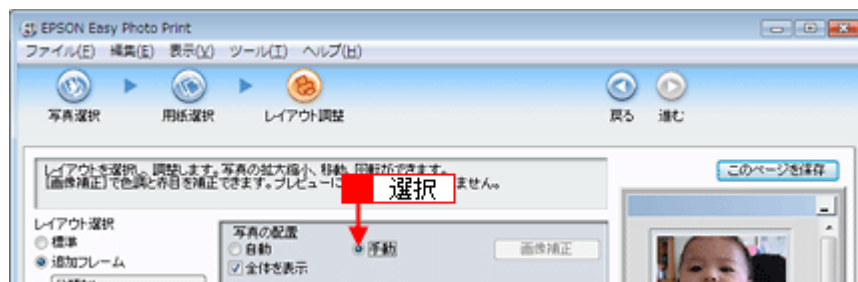 EPSON Easy Photo Print
ファイル(F) 編集(E) 表示(V) ツール(T) ヘルプ(H)
写真選択 用紙選択 レイアウト調整 戻る 進む
レイアウトを選択し、調整します。写真の拡大縮小、移動、回転ができます。
[画像補正]で色調と赤目を補正できます。プレビューに
ません。
このページを保存
選択
レイアウト選択
標準
追加フレーム
写真の配置
自動 手動 画像補正
全体を表示